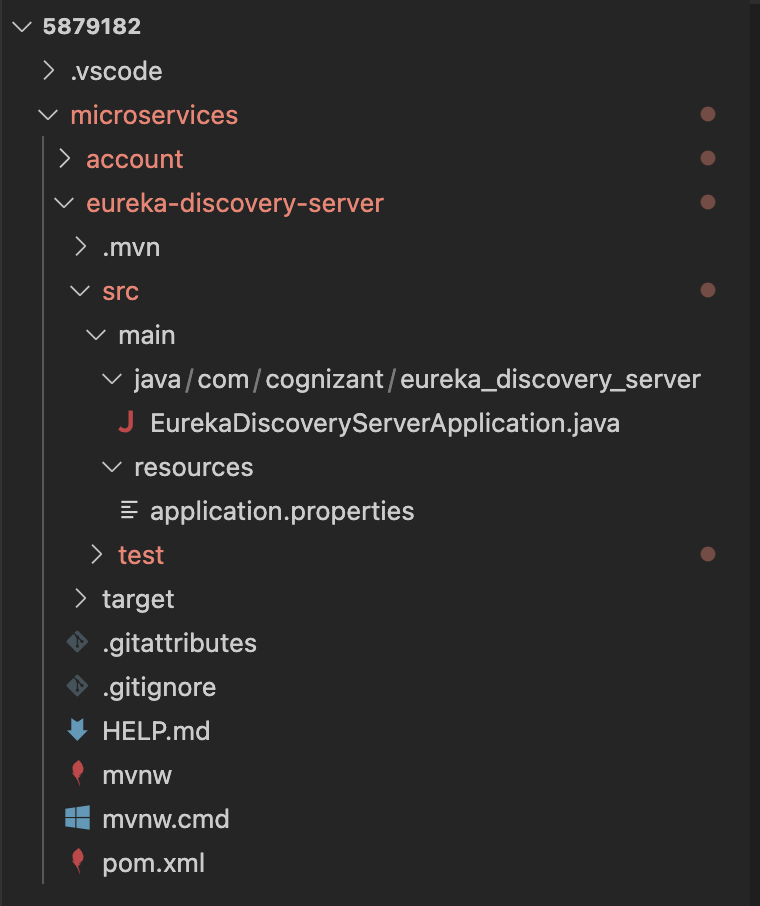 5879182
.vscode
microservices
account
eureka-discovery-server
.mvn
src
main
java/com/cognizant/eureka_discovery_server
J EurekaDiscoveryServerApplication.java
resources
application.properties
test
target
.gitattributes
.gitignore
HELP.md
mvnw
mvnw.cmd
pom.xml